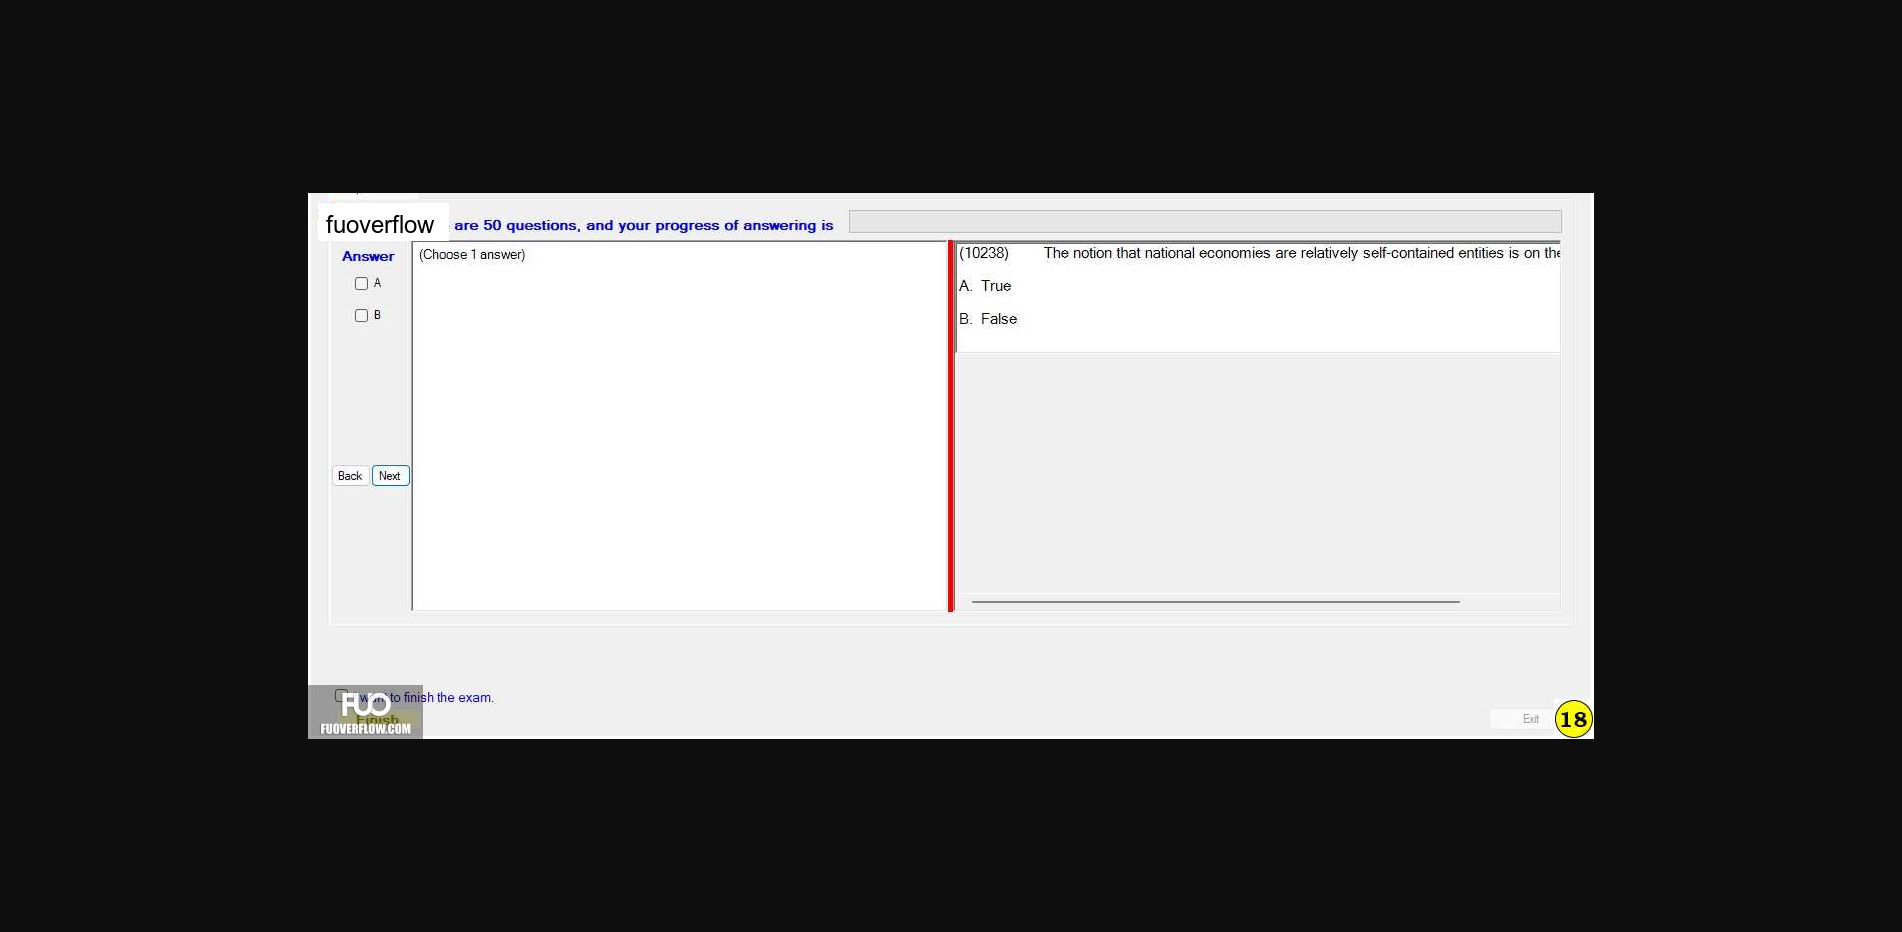 fuoverflow are 50 questions, and your progress of answering is
Answer
(Choose 1 answer)
A
B
Back Next
(10238) The notion that national economies are relatively self-contained entities is on the
A. True
B. False
want to finish the exam.
Finish
FUO
FUOVERFLOW.COM
Exit
18